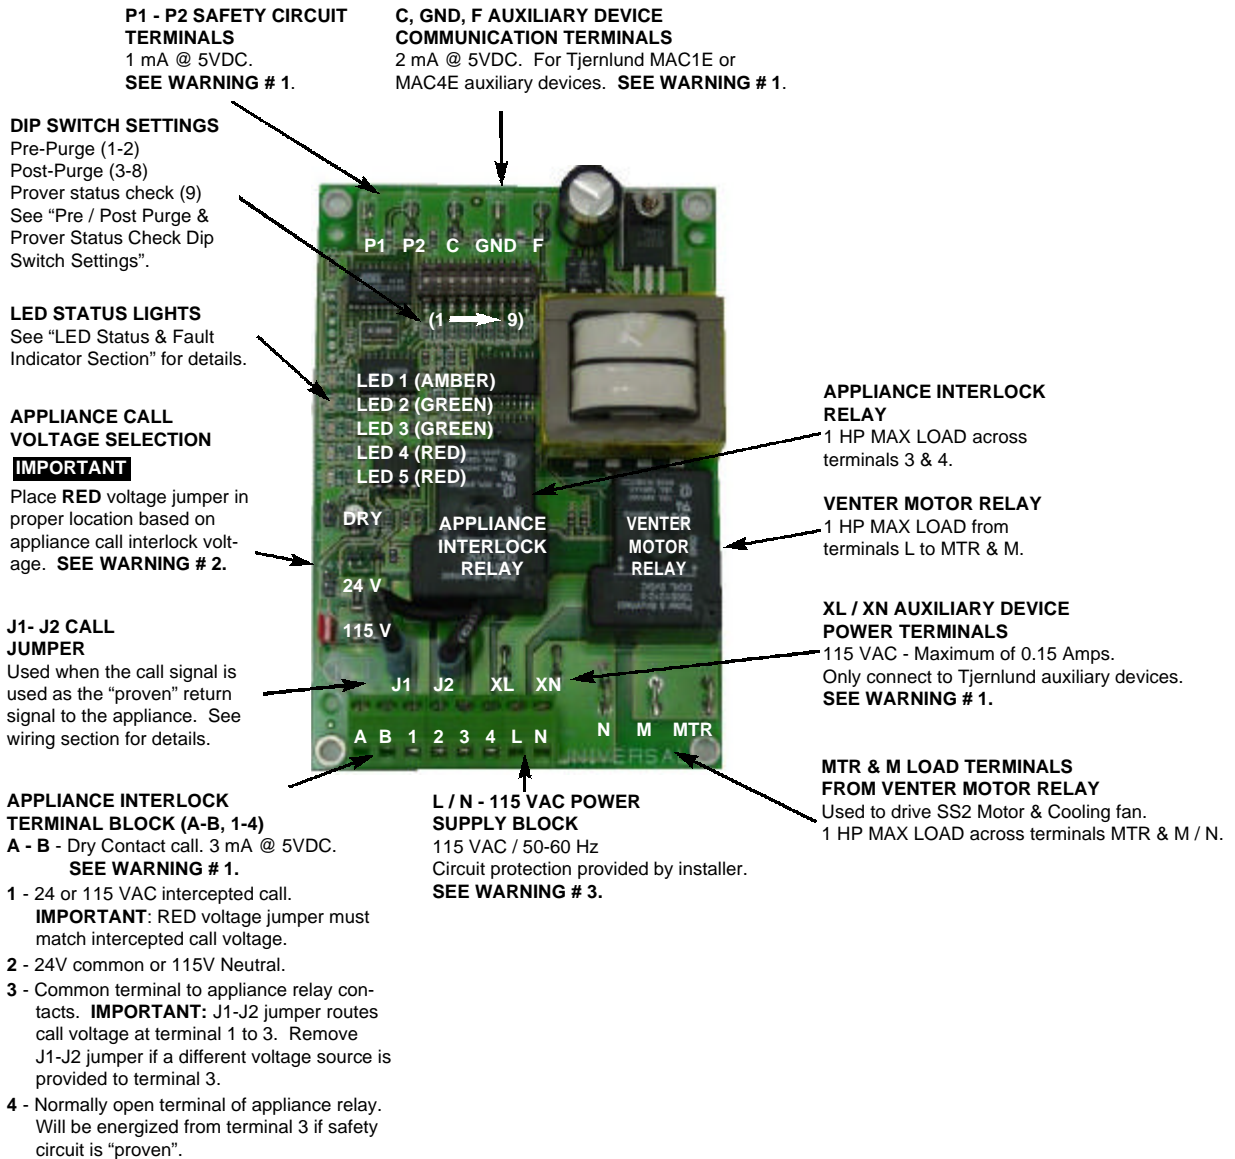 P1 - P2 SAFETY CIRCUIT
TERMINALS
1 mA @ 5VDC.
SEE WARNING # 1.
C, GND, F AUXILIARY DEVICE
COMMUNICATION TERMINALS
2 mA @ 5VDC.  For Tjernlund MAC1E or
MAC4E auxiliary devices.  SEE WARNING # 1.
DIP SWITCH SETTINGS
Pre-Purge (1-2)
Post-Purge (3-8)
Prover status check (9)
See “Pre / Post Purge &
Prover Status Check Dip
Switch Settings”.
LED STATUS LIGHTS
See “LED Status & Fault
Indicator Section” for details.
APPLIANCE CALL
VOLTAGE SELECTION
IMPORTANT
Place RED voltage jumper in
proper location based on
appliance call interlock volt-
age.  SEE WARNING # 2.
J1- J2 CALL
JUMPER
Used when the call signal is
used as the “proven” return
signal to the appliance.  See
wiring section for details.
P1 P2 C GND F
(1 9)
LED 1 (AMBER)
LED 2 (GREEN)
LED 3 (GREEN)
LED 4 (RED)
LED 5 (RED)
DRY
24 V
115 V
APPLIANCE
INTERLOCK
RELAY
VENTER
MOTOR
RELAY
J1 J2 XL XN
N M MTR
A B 1 2 3 4 L N
UNIVERSA
APPLIANCE INTERLOCK
RELAY
1 HP MAX LOAD across
terminals 3 & 4.
VENTER MOTOR RELAY
1 HP MAX LOAD from
terminals L to MTR & M.
XL / XN AUXILIARY DEVICE
POWER TERMINALS
115 VAC - Maximum of 0.15 Amps.
Only connect to Tjernlund auxiliary devices.
SEE WARNING # 1.
MTR & M LOAD TERMINALS
FROM VENTER MOTOR RELAY
Used to drive SS2 Motor & Cooling fan.
1 HP MAX LOAD across terminals MTR & M / N.
APPLIANCE INTERLOCK
TERMINAL BLOCK (A-B, 1-4)
A - B - Dry Contact call. 3 mA @ 5VDC.
SEE WARNING # 1.
1 - 24 or 115 VAC intercepted call.
IMPORTANT: RED voltage jumper must
match intercepted call voltage.
2 - 24V common or 115V Neutral.
3 - Common terminal to appliance relay con-
tacts.  IMPORTANT: J1-J2 jumper routes
call voltage at terminal 1 to 3.  Remove
J1-J2 jumper if a different voltage source is
provided to terminal 3.
4 - Normally open terminal of appliance relay.
Will be energized from terminal 3 if safety
circuit is “proven”.
L / N - 115 VAC POWER
SUPPLY BLOCK
115 VAC / 50-60 Hz
Circuit protection provided by installer.
SEE WARNING # 3.